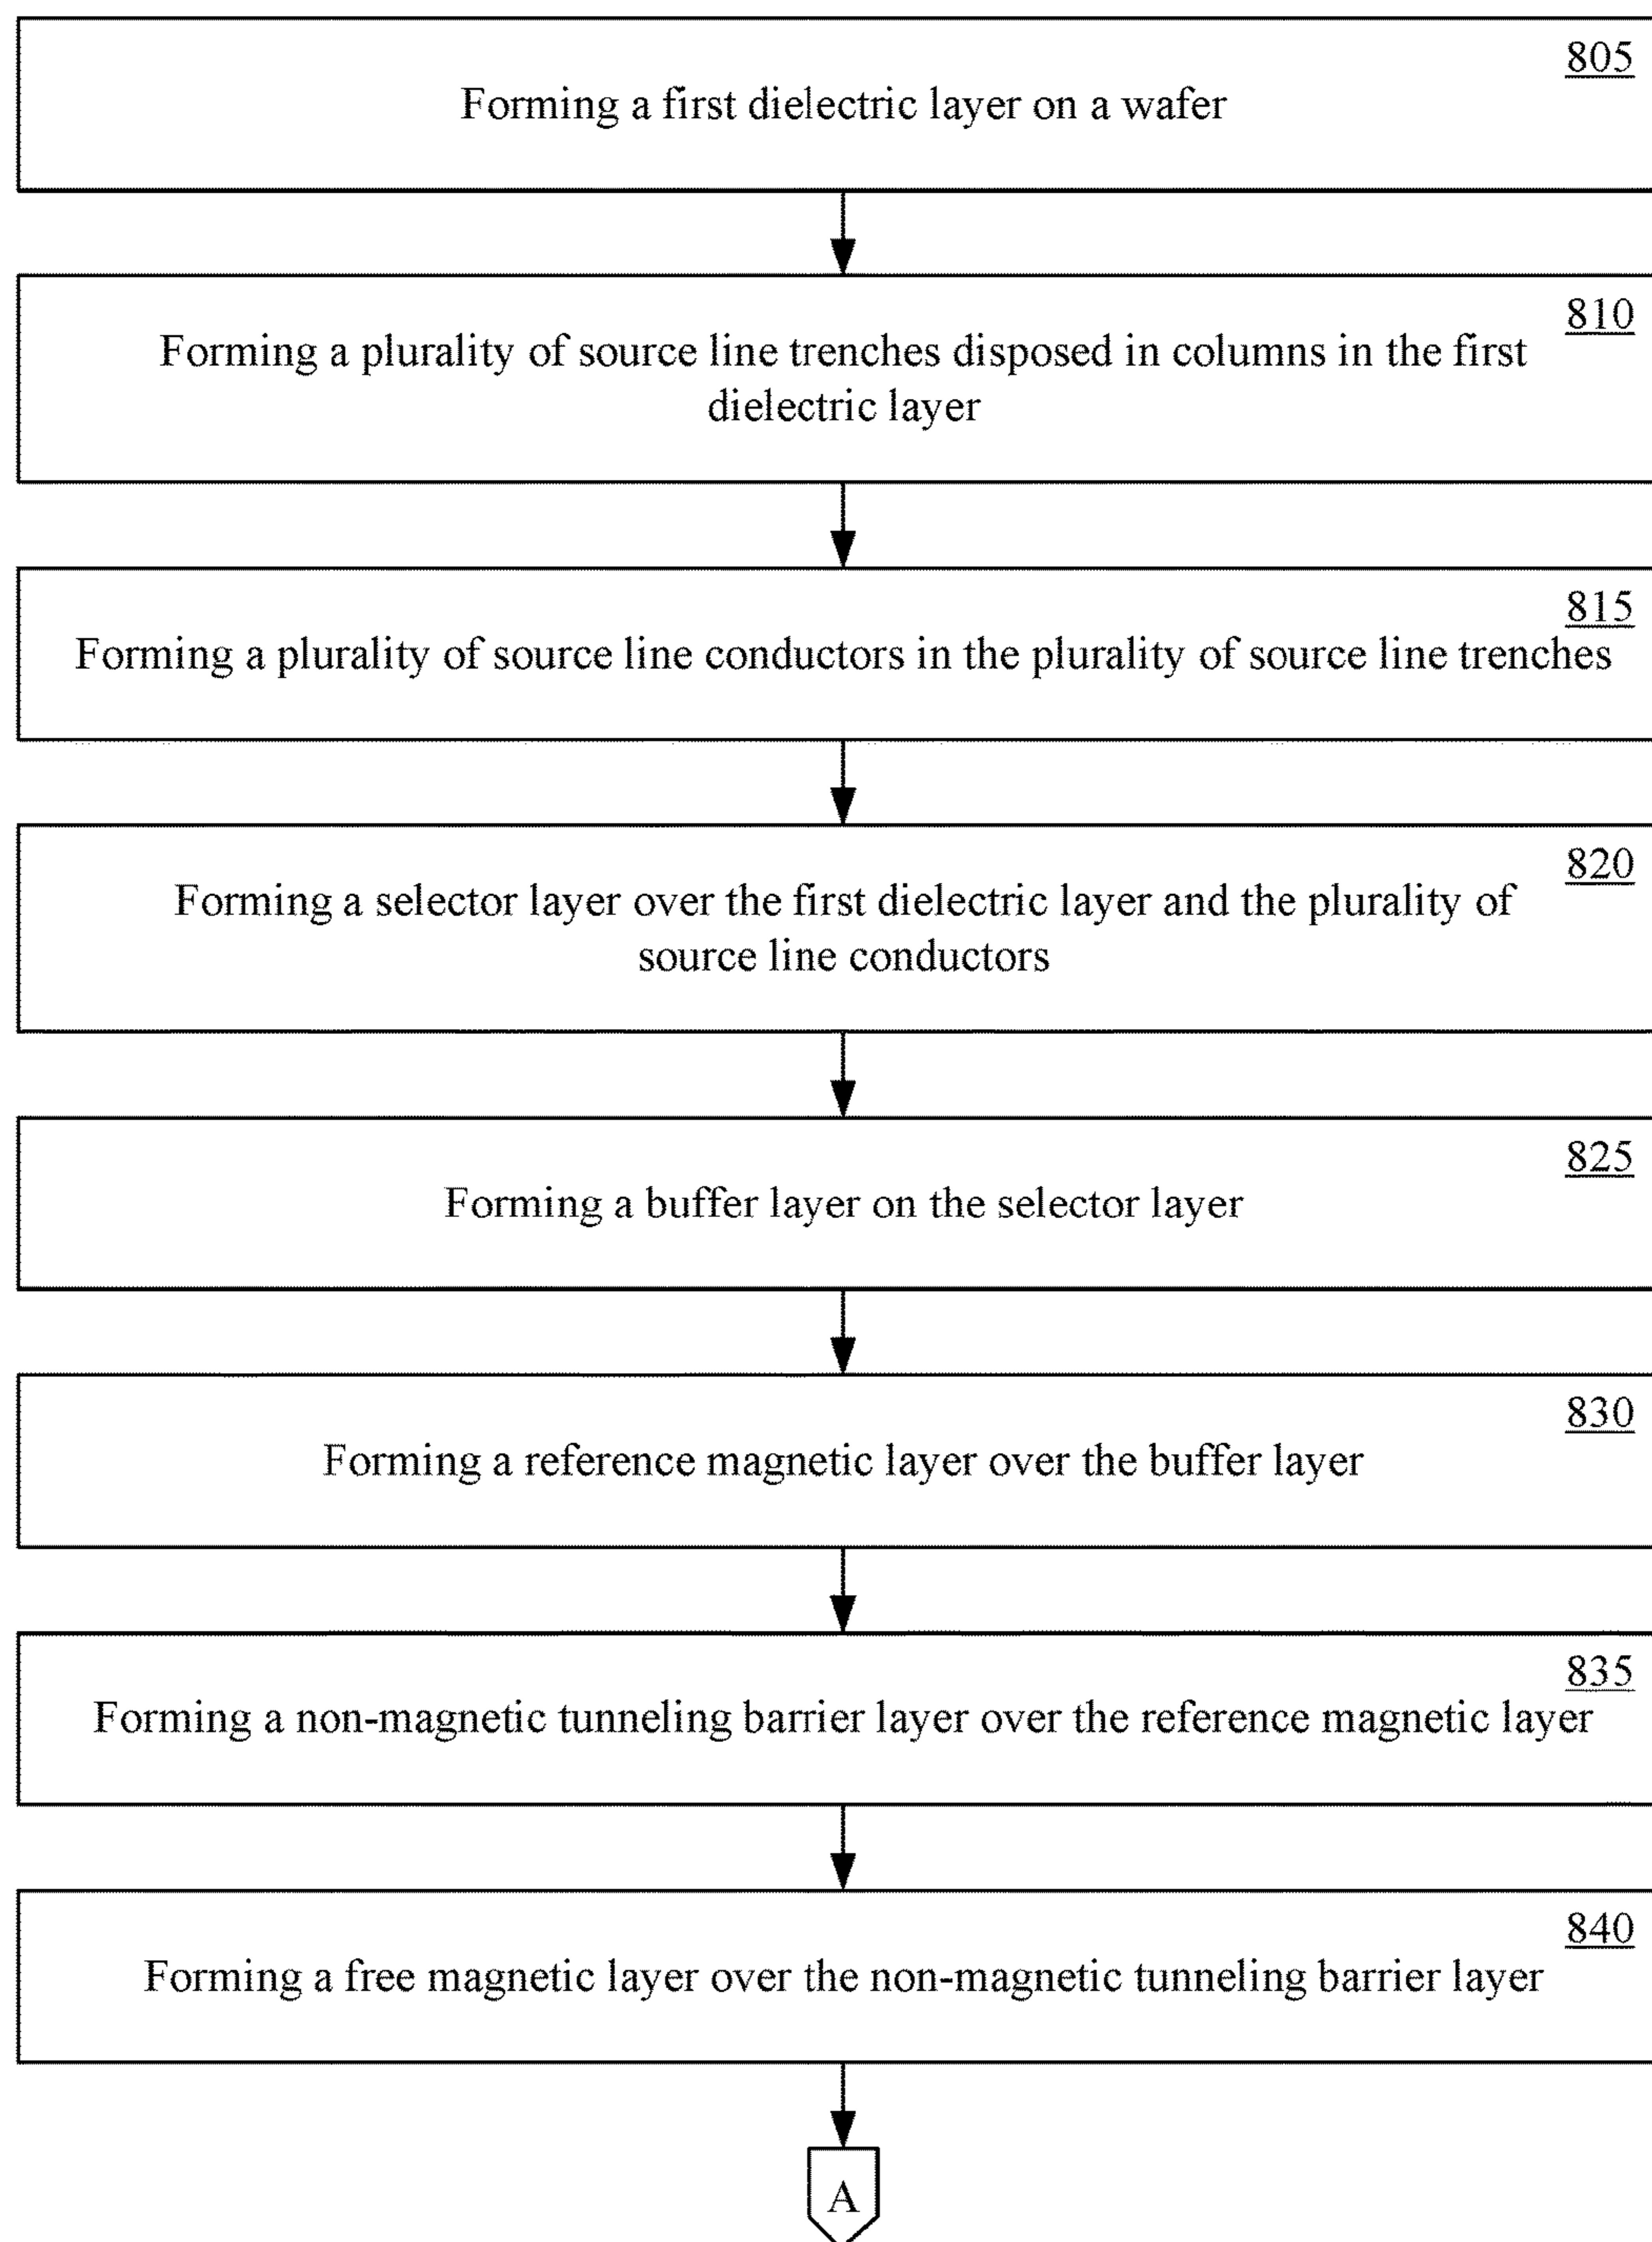 805
Forming a first dielectric layer on a wafer
810
Forming a plurality of source line trenches disposed in columns in the first
dielectric layer
815
Forming a plurality of source line conductors in the plurality of source line trenches
820
Forming a selector layer over the first dielectric layer and the plurality of
source line conductors
825
Forming a buffer layer on the selector layer
830
Forming a reference magnetic layer over the buffer layer
835
Forming a non-magnetic tunneling barrier layer over the reference magnetic layer
840
Forming a free magnetic layer over the non-magnetic tunneling barrier layer
A